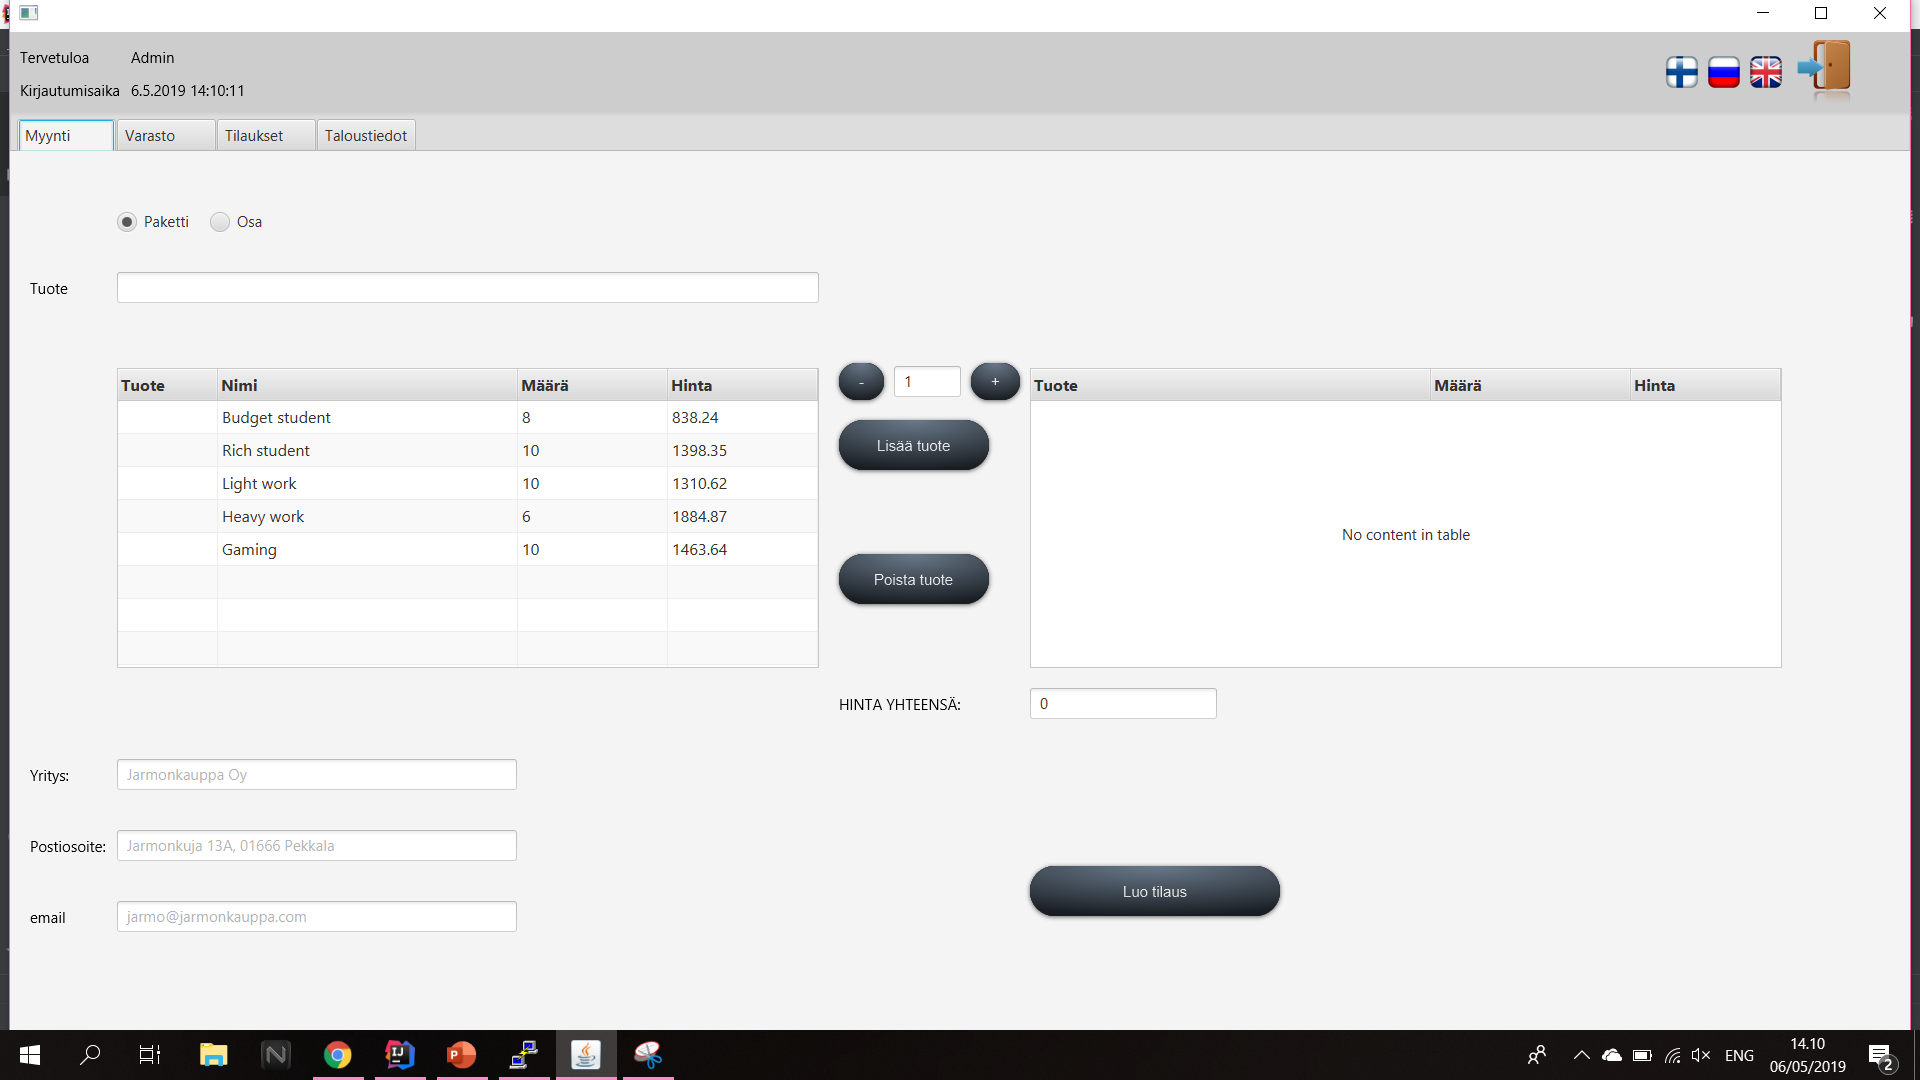 Tervetuloa Admin
Kirjautumisaika 6.5.2019 14:10:11
Myynti Varasto Tilaukset Taloustiedot
Paketti Osa
Tuote
Tuote Nimi Määrä Hinta
Budget student 8 838.24
Rich student 10 1398.35
Light work 10 1310.62
Heavy work 6 1884.87
Gaming 10 1463.64
- 1 +
Lisää tuote
Poista tuote
Tuote Määrä Hinta
No content in table
HINTA YHTEENSÄ: 0
Yritys: Jarmonkauppa Oy
Postiosoite: Jarmonkuja 13A, 01666 Pekkala
email jarmo@jarmonkauppa.com
Luo tilaus
ENG
14.10
06/05/2019
2